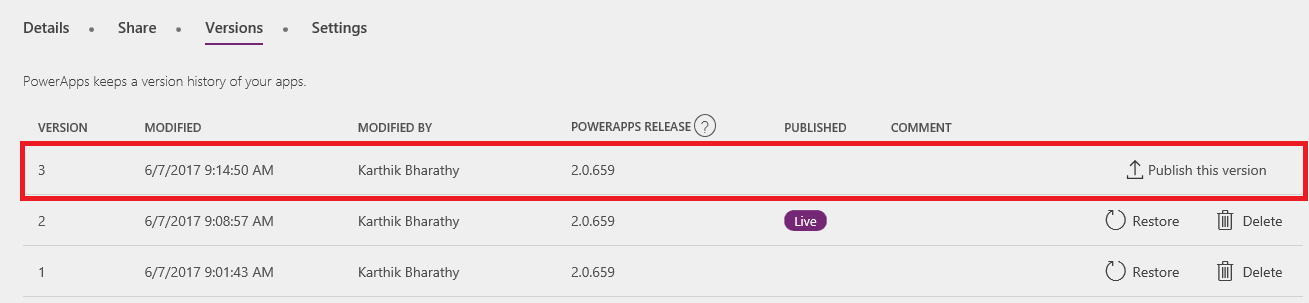 Details • Share • Versions • Settings
PowerApps keeps a version history of your apps.
VERSION MODIFIED MODIFIED BY POWERAPPS RELEASE ? PUBLISHED COMMENT
3 6/7/2017 9:14:50 AM Karthik Bharathy 2.0.659 Publish this version
2 6/7/2017 9:08:57 AM Karthik Bharathy 2.0.659 Live Restore Delete
1 6/7/2017 9:01:43 AM Karthik Bharathy 2.0.659 Restore Delete